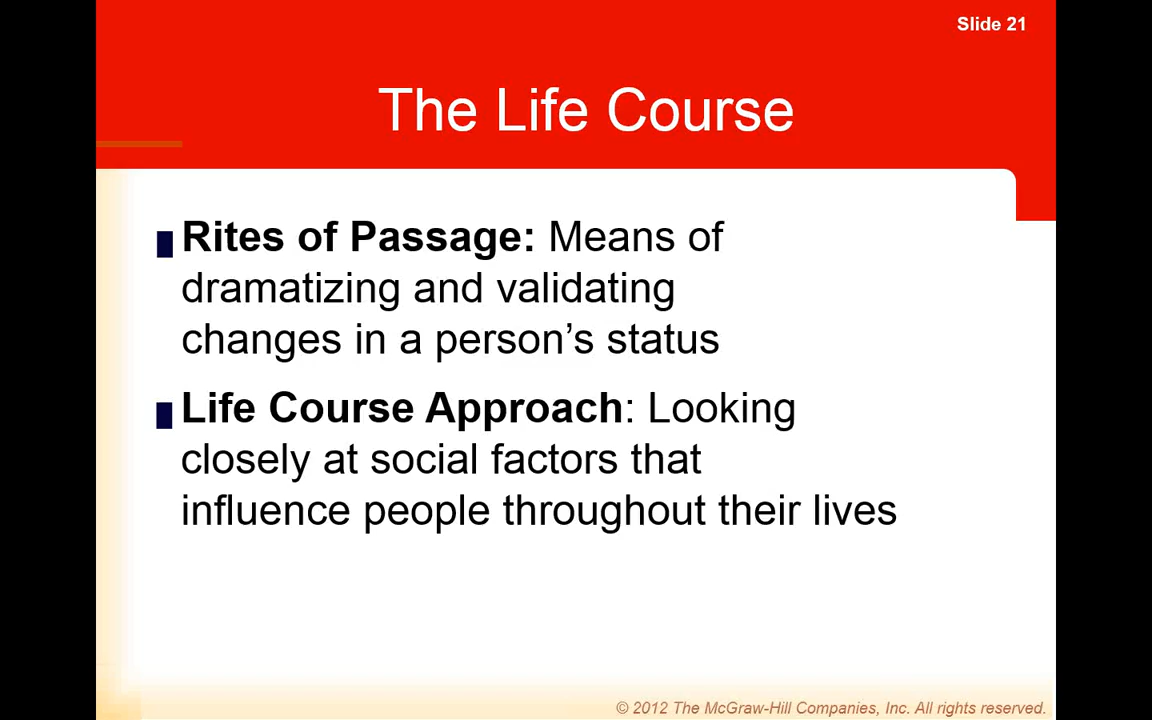 Slide 21
The Life Course
Rites of Passage: Means of
dramatizing and validating
changes in a person’s status
Life Course Approach: Looking
closely at social factors that
influence people throughout their lives
© 2012 The McGraw-Hill Companies, Inc. All rights reserved.